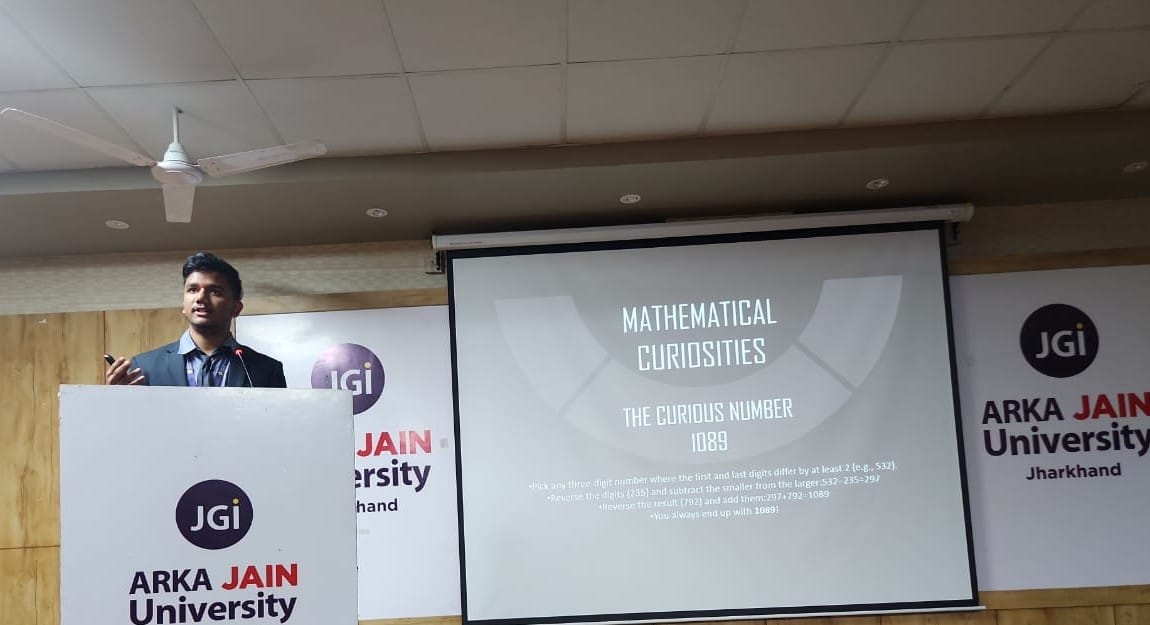 MATHEMATICAL
CURIOSITIES
THE CURIOUS NUMBER
1089
•Pick any three-digit number where the first and last digits differ by at least 2 (e.g., 532).
•Reverse the digits (235) and subtract the smaller from the larger:532−235=297
•Reverse the result (792) and add them:297+792=1089
•You always end up with 1089!
JGi
JAIN
ersity
hand
JGi
ARKA JAIN
University
JGi
ARKA JAIN
University
Jharkhand